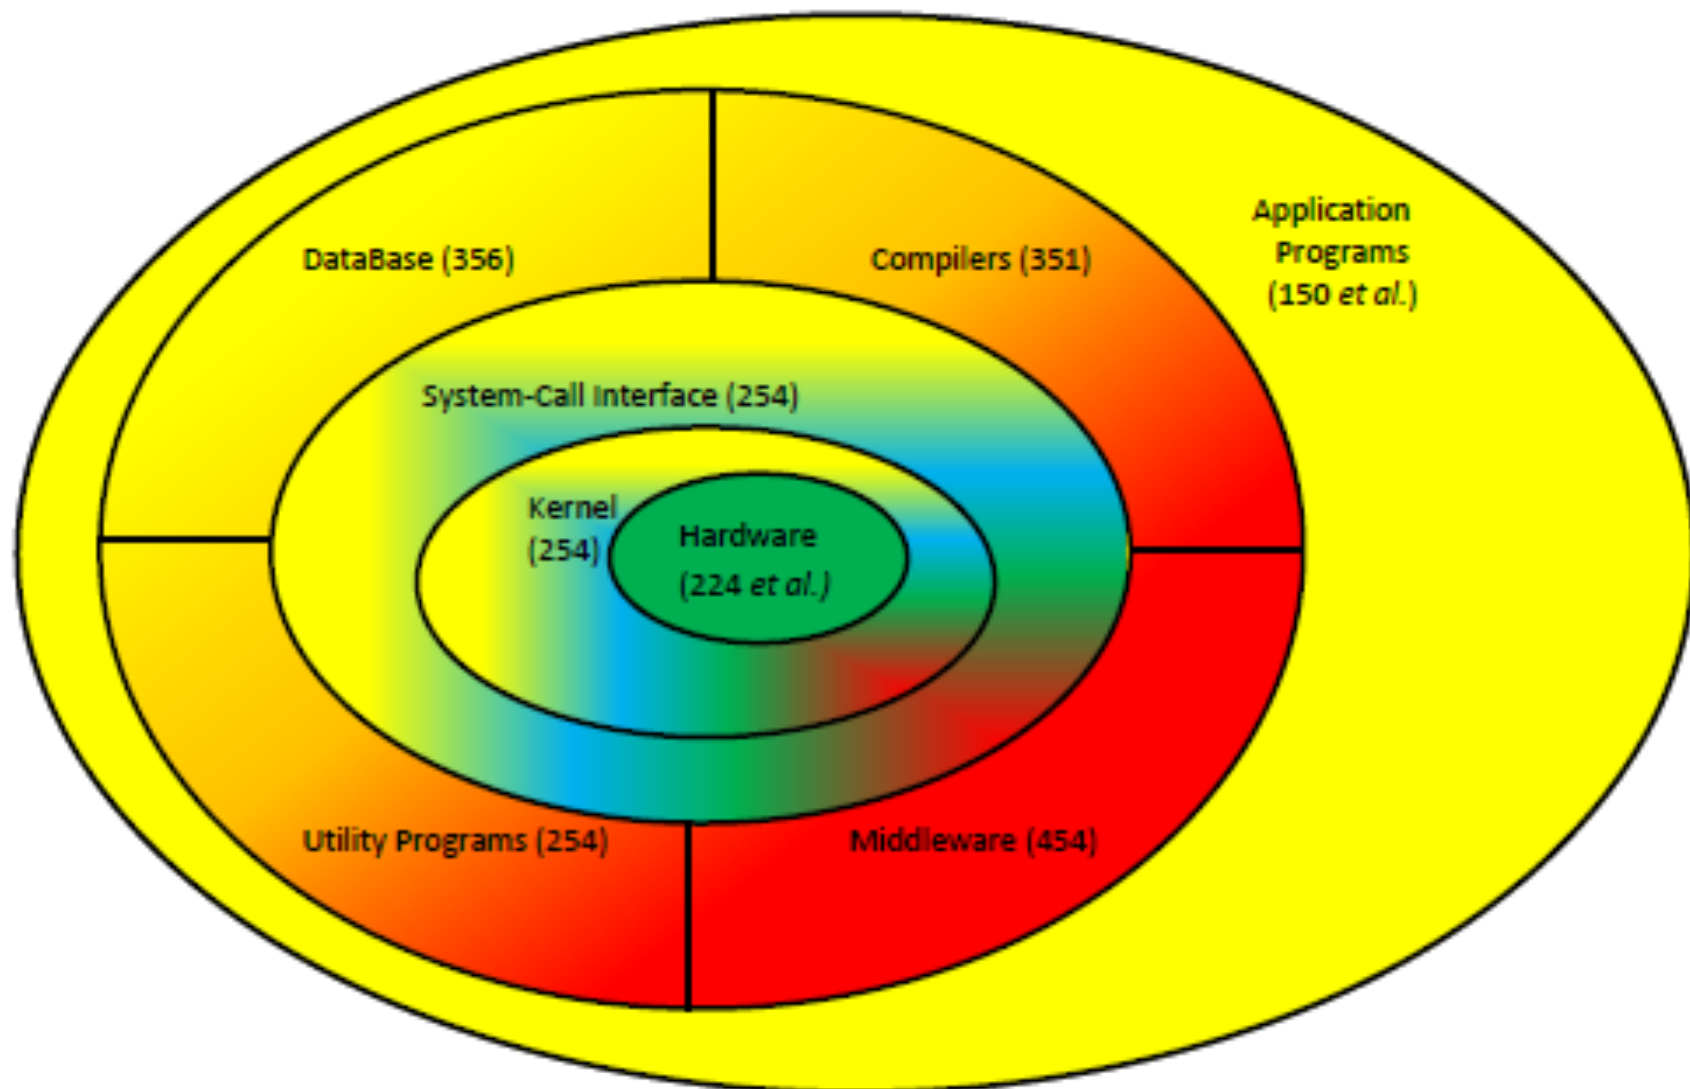 Application
Programs
(150 et al.)
DataBase (356)
Compilers (351)
System-Call Interface (254)
Kernel
(254)
Hardware
(224 et al.)
Utility Programs (254)
Middleware (454)